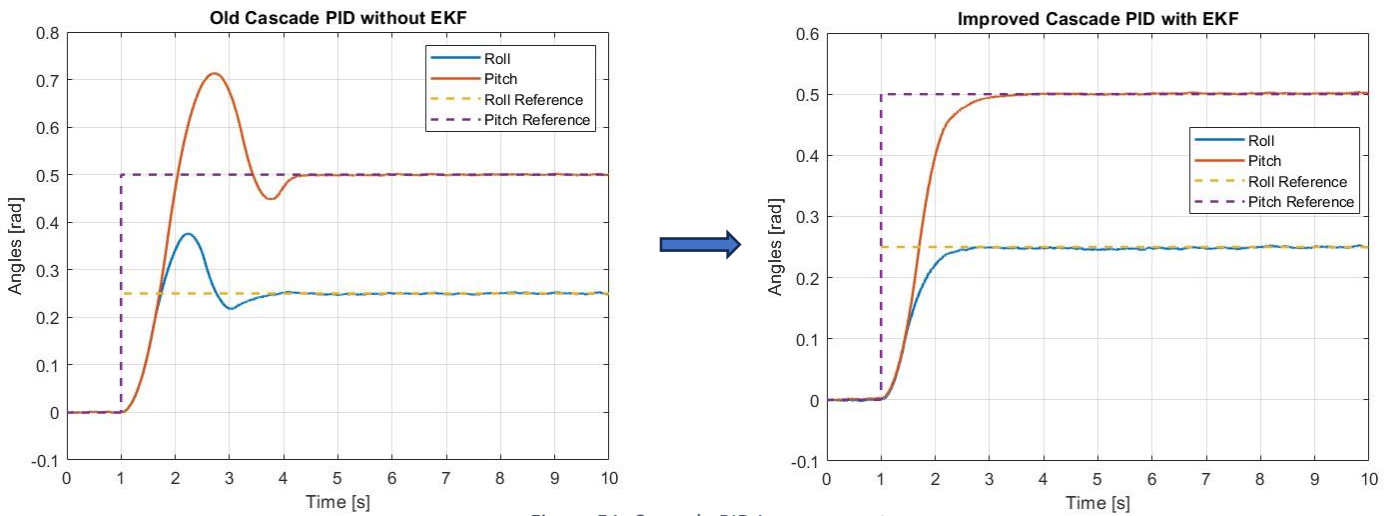 Old Cascade PID without EKF
0.8
0.7
0.6
0.5
0.4
0.3
0.2
0.1
0
-0.1
Angles [rad]
Roll
Pitch
Roll Reference
Pitch Reference
0 1 2 3 4 5 6 7 8 9 10
Time [s]
Improved Cascade PID with EKF
0.6
0.5
0.4
0.3
0.2
0.1
0
-0.1
Angles [rad]
Roll
Pitch
Roll Reference
Pitch Reference
0 1 2 3 4 5 6 7 8 9 10
Time [s]